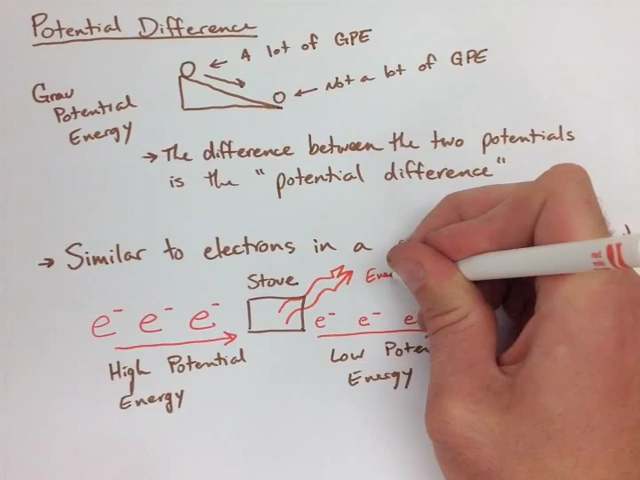 Potential Difference
A lot of GPE
Not a lot of GPE
Grav
Potential
Energy
→ The difference between the two potentials
is the "potential difference"
→ Similar to electrons in a
Stove
e⁻ e⁻ e⁻
e⁻ e⁻ e
High Potential
Energy
Low Poten
Energy